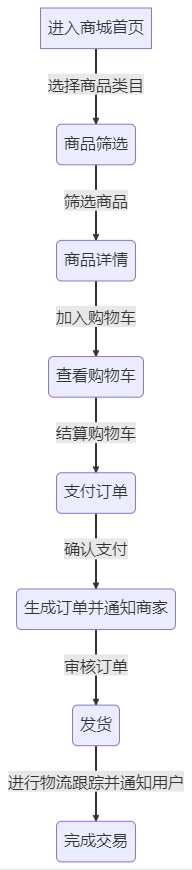 进入商城首页
选择商品类目
商品筛选
筛选商品
商品详情
加入购物车
查看购物车
结算购物车
支付订单
确认支付
生成订单并通知商家
审核订单
发货
进行物流跟踪并通知用户
完成交易